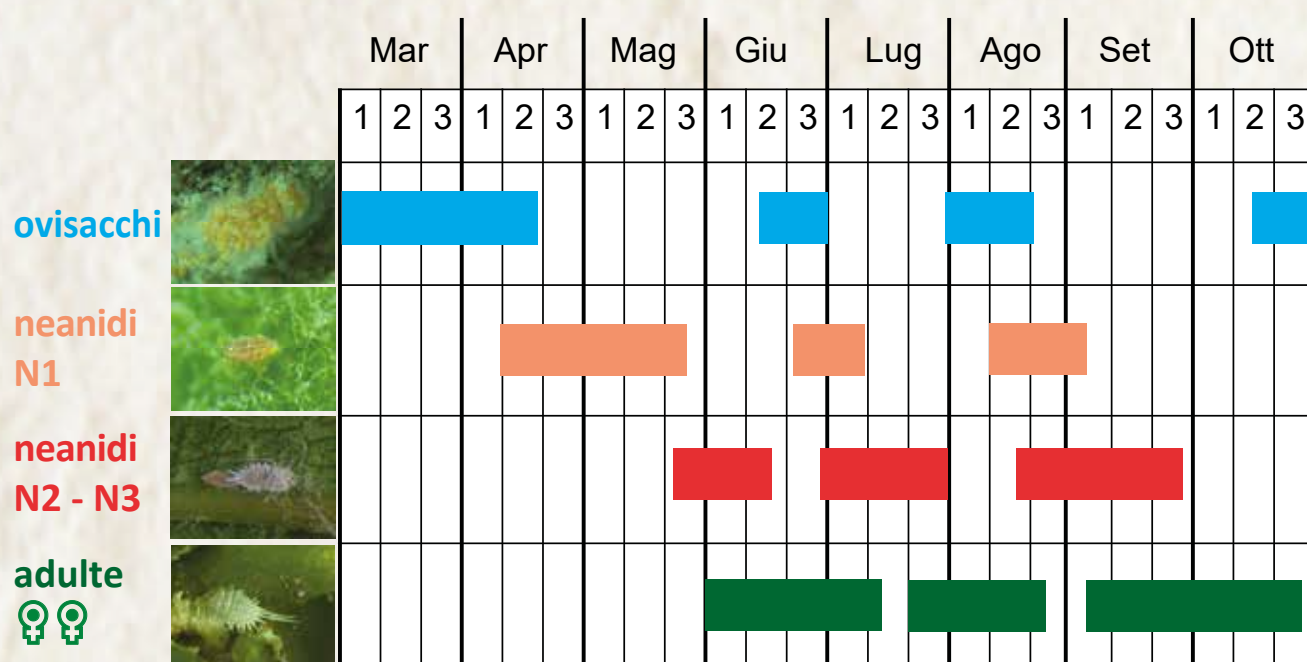 Mar Apr Mag Giu Lug Ago Set Ott
1 2 3 1 2 3 1 2 3 1 2 3 1 2 3 1 2 3 1 2 3 1 2 3
ovisacchi
neanidi
N1
neanidi
N2 - N3
adulte